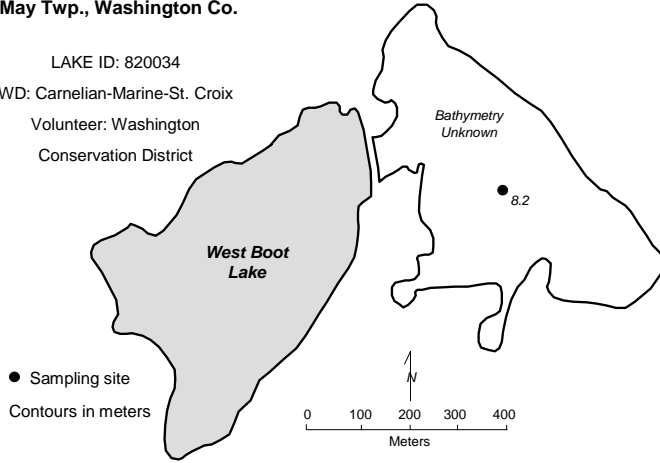 May Twp., Washington Co.
LAKE ID: 820034
WD: Carnelian-Marine-St. Croix
Volunteer: Washington
Conservation District
Bathymetry
Unknown
8.2
West Boot
Lake
Sampling site
Contours in meters
N
0 100 200 300 400
Meters